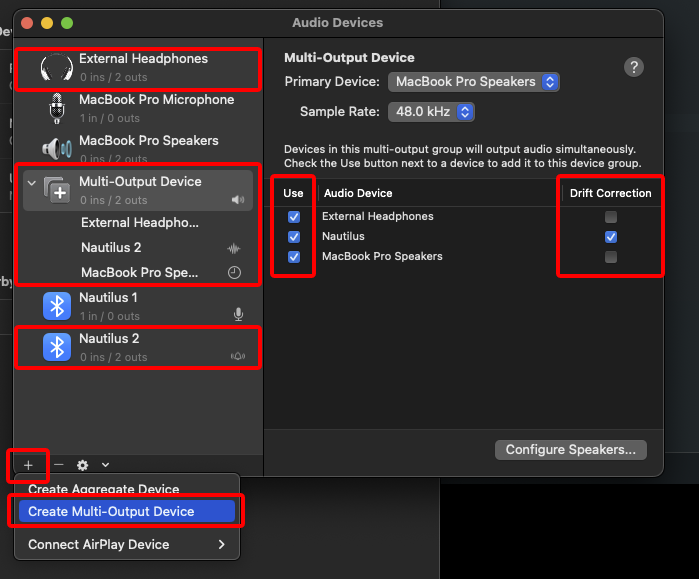 Audio Devices
External Headphones
0 ins / 2 outs
MacBook Pro Microphone
1 in / 0 outs
MacBook Pro Speakers
0 ins / 2 outs
Multi-Output Device
0 ins / 2 outs
External Headpho...
Nautilus 2
MacBook Pro Spe...
Nautilus 1
1 in / 0 outs
Nautilus 2
0 ins / 2 outs
Multi-Output Device
?
Primary Device: MacBook Pro Speakers
Sample Rate: 48.0 kHz
Devices in this multi-output group will output audio simultaneously.
Check the Use button next to a device to add it to this device group.
Use Audio Device Drift Correction
External Headphones
Nautilus
MacBook Pro Speakers
Configure Speakers...
Create Aggregate Device
Create Multi-Output Device
Connect AirPlay Device